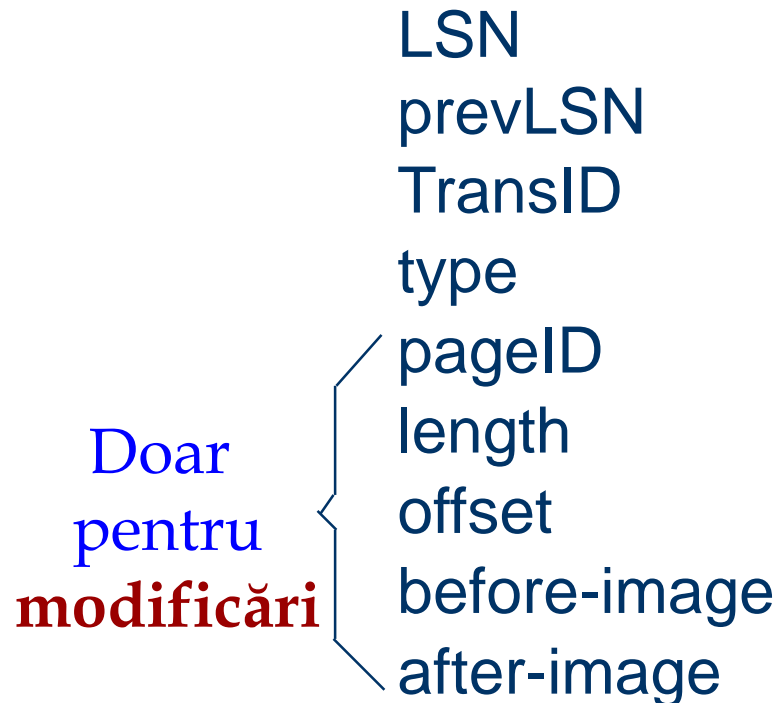 LSN
prevLSN
TransID
type
pageID
length
offset
before-image
after-image
Doar
pentru
modificări